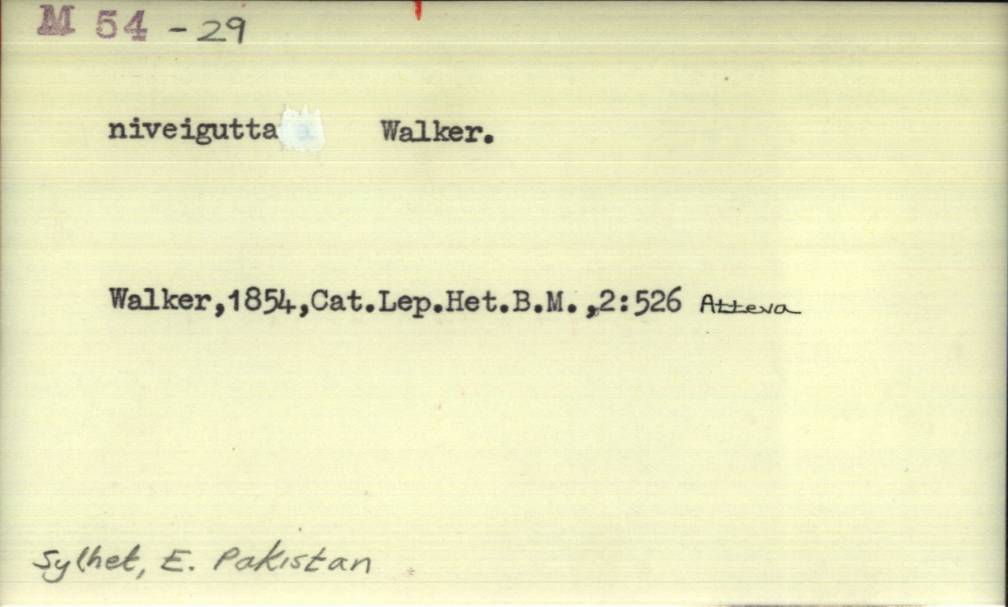 M 54 - 29
niveigutta Walker.
Walker,1854,Cat.Lep.Het.B.M.,2:526 Atteva
Sylhet, E. Pakistan